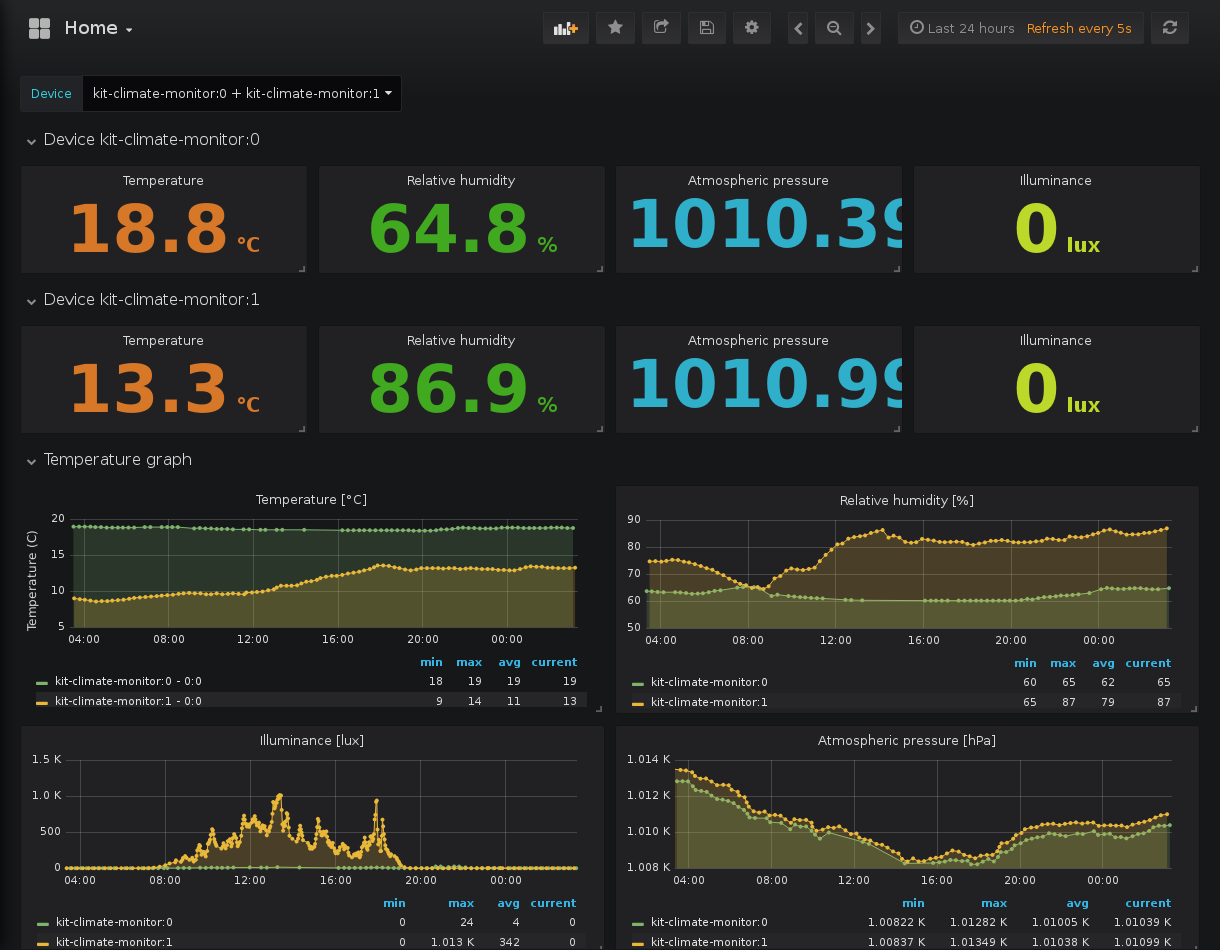 Home
Last 24 hours Refresh every 5s
Device kit-climate-monitor:0 + kit-climate-monitor:1
Device kit-climate-monitor:0
Temperature Relative humidity Atmospheric pressure Illuminance
18.8 °C 64.8 % 1010.39 0 lux
Device kit-climate-monitor:1
Temperature Relative humidity Atmospheric pressure Illuminance
13.3 °C 86.9 % 1010.99 0 lux
Temperature graph
Temperature [°C]
Temperature (C)
20
15
10
5
04:00 08:00 12:00 16:00 20:00 00:00
min max avg current
kit-climate-monitor:0 - 0:0 18 19 19 19
kit-climate-monitor:1 - 0:0 9 14 11 13
Relative humidity [%]
90
80
70
60
50
04:00 08:00 12:00 16:00 20:00 00:00
min max avg current
kit-climate-monitor:0 60 65 62 65
kit-climate-monitor:1 65 87 79 87
Illuminance [lux]
1.5 K
1.0 K
500
0
04:00 08:00 12:00 16:00 20:00 00:00
min max avg current
kit-climate-monitor:0 0 24 4 0
kit-climate-monitor:1 0 1.013 K 342 0
Atmospheric pressure [hPa]
1.014 K
1.012 K
1.010 K
1.008 K
04:00 08:00 12:00 16:00 20:00 00:00
min max avg current
kit-climate-monitor:0 1.00822 K 1.01282 K 1.01005 K 1.01039 K
kit-climate-monitor:1 1.00837 K 1.01349 K 1.01038 K 1.01099 K